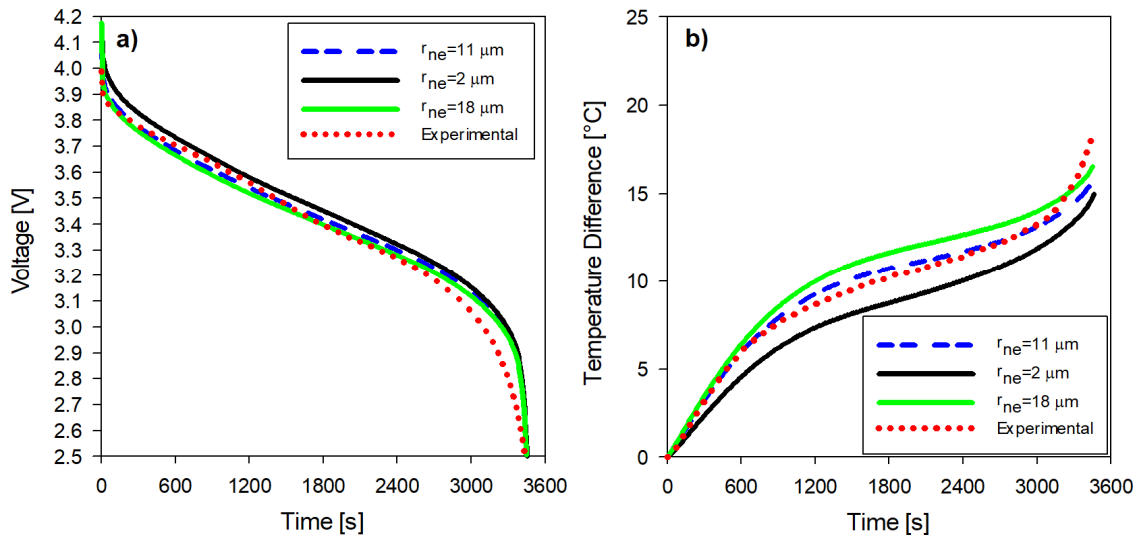 a)
Voltage [V]
4.2
4.1
4.0
3.9
3.8
3.7
3.6
3.5
3.4
3.3
3.2
3.1
3.0
2.9
2.8
2.7
2.6
2.5
r_ne=11 μm
r_ne=2 μm
r_ne=18 μm
Experimental
0 600 1200 1800 2400 3000 3600
Time [s]
b)
Temperature Difference [°C]
25
20
15
10
5
0
r_ne=11 μm
r_ne=2 μm
r_ne=18 μm
Experimental
0 600 1200 1800 2400 3000 3600
Time [s]